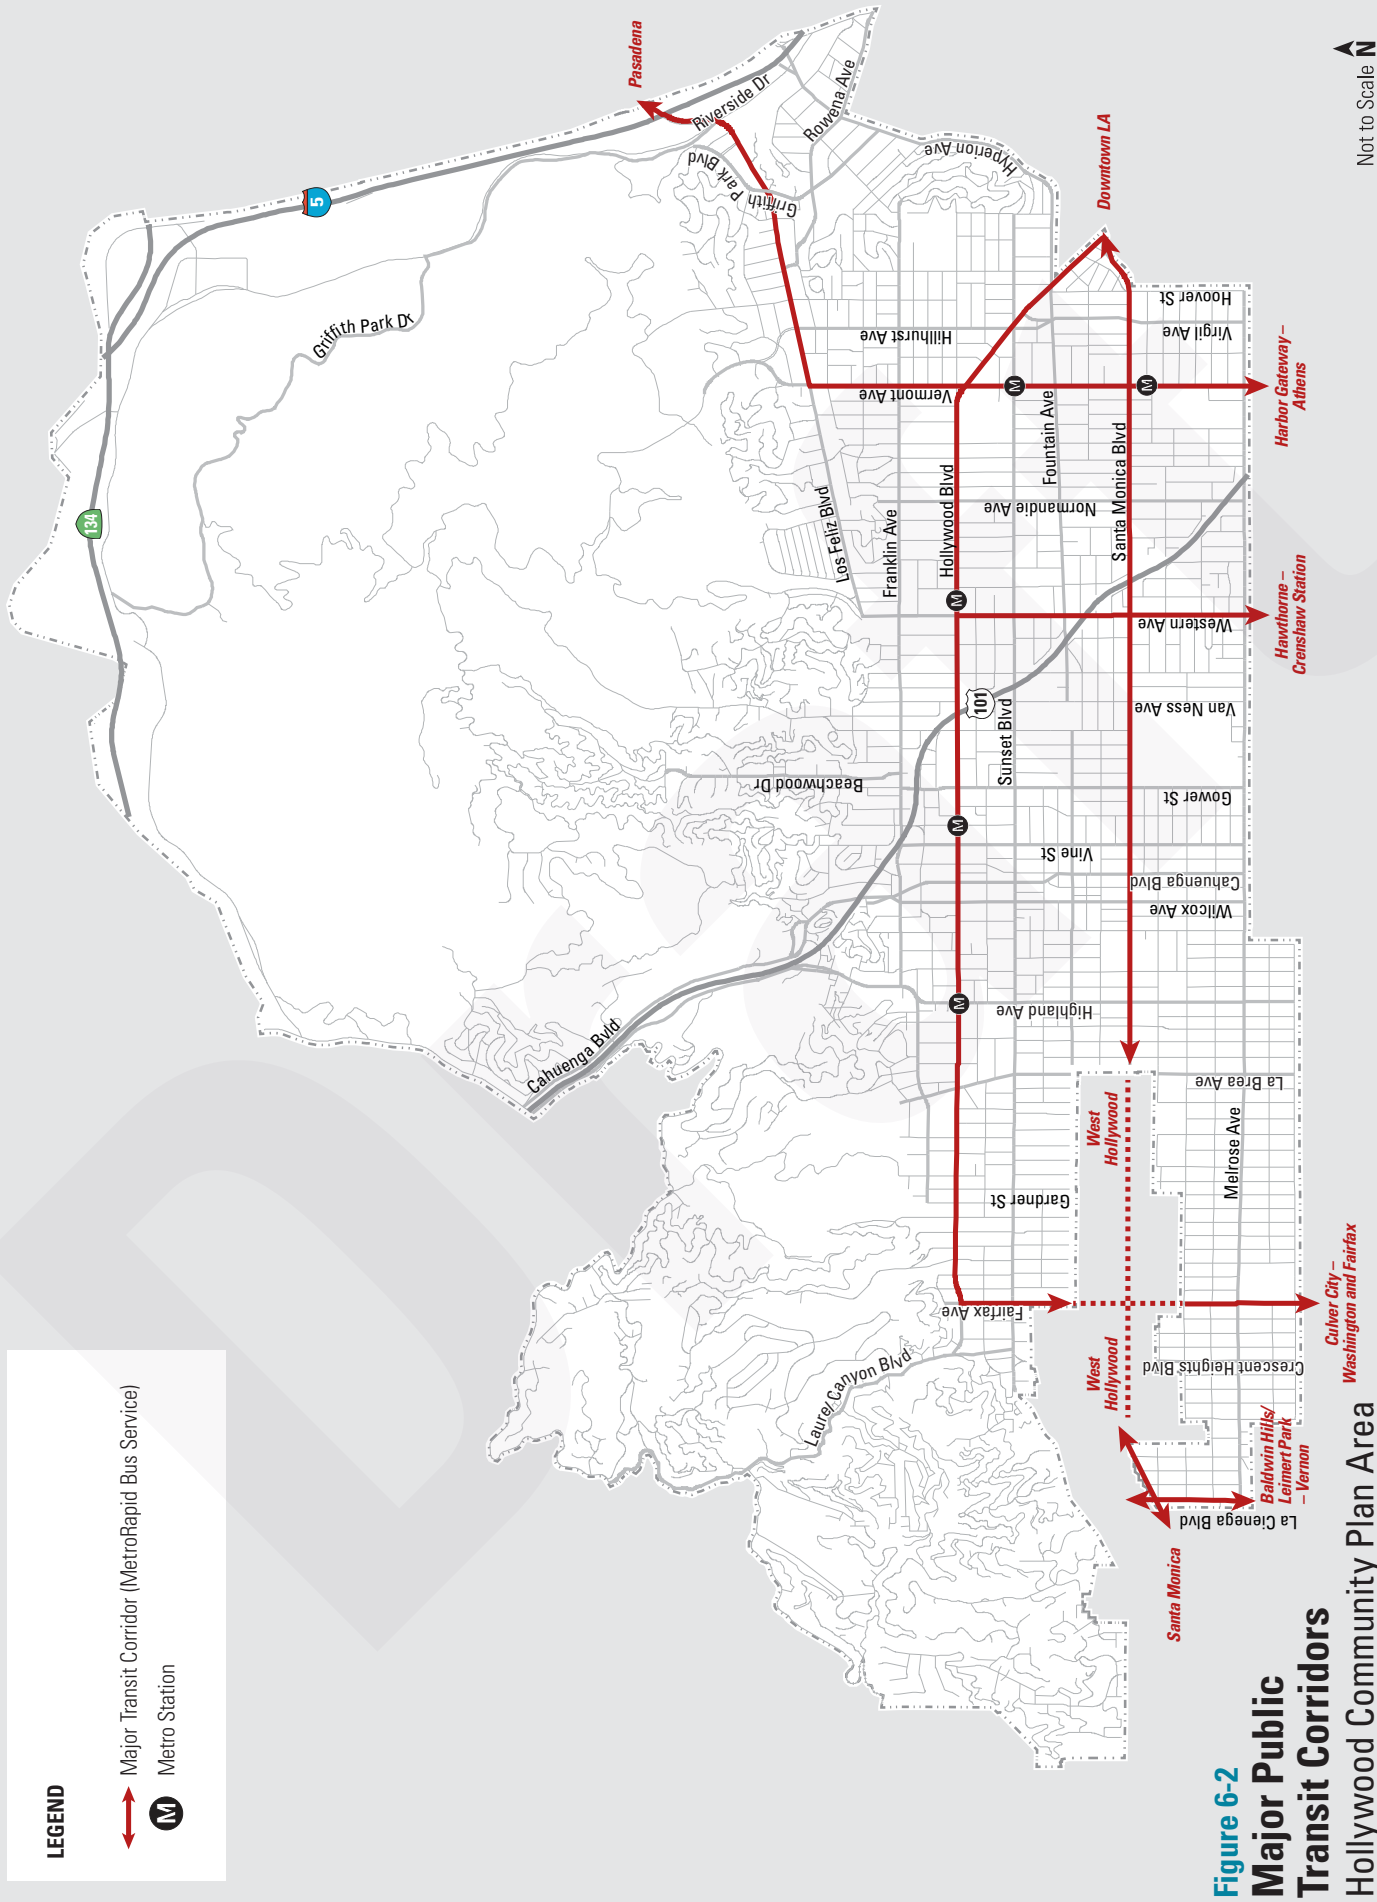 LEGEND
Major Transit Corridor (MetroRapid Bus Service)
M
Metro Station
134
5
Pasadena
Griffith Park Dr
Riverside Dr
Griffith Park Blvd
Rowena Ave
Hyperion Ave
Cahuenga Bvld
Beachwood Dr
Los Feliz Blvd
Hillhurst Ave
Vermont Ave
Franklin Ave
Hollywood Blvd
M
M
M
M
M
101
Sunset Blvd
Normandie Ave
Fountain Ave
Santa Monica Blvd
Downtown LA
Hoover St
Virgil Ave
Laurel Canyon Blvd
Fairfax Ave
Gardner St
Highland Ave
Vine St
Cahuenga Blvd
Wilcox Ave
Gower St
Van Ness Ave
Western Ave
La Brea Ave
Melrose Ave
West
Hollywood
West
Hollywood
Crescent Heights Blvd
La Cienega Blvd
Santa Monica
Baldwin Hills/
Leimert Park
– Vernon
Culver City –
Washington and Fairfax
Hawthorne –
Crenshaw Station
Harbor Gateway –
Athens
Figure 6-2
Major Public
Transit Corridors
Hollywood Community Plan Area
Not to Scale N
DRAFT